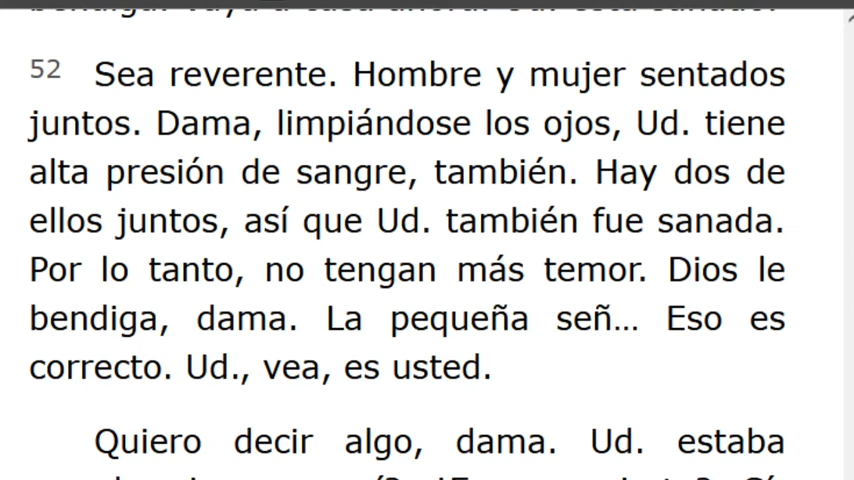 52 Sea reverente. Hombre y mujer sentados
juntos. Dama, limpiándose los ojos, Ud. tiene
alta presión de sangre, también. Hay dos de
ellos juntos, así que Ud. también fue sanada.
Por lo tanto, no tengan más temor. Dios le
bendiga, dama. La pequeña señ... Eso es
correcto. Ud., vea, es usted.
Quiero decir algo, dama. Ud. estaba